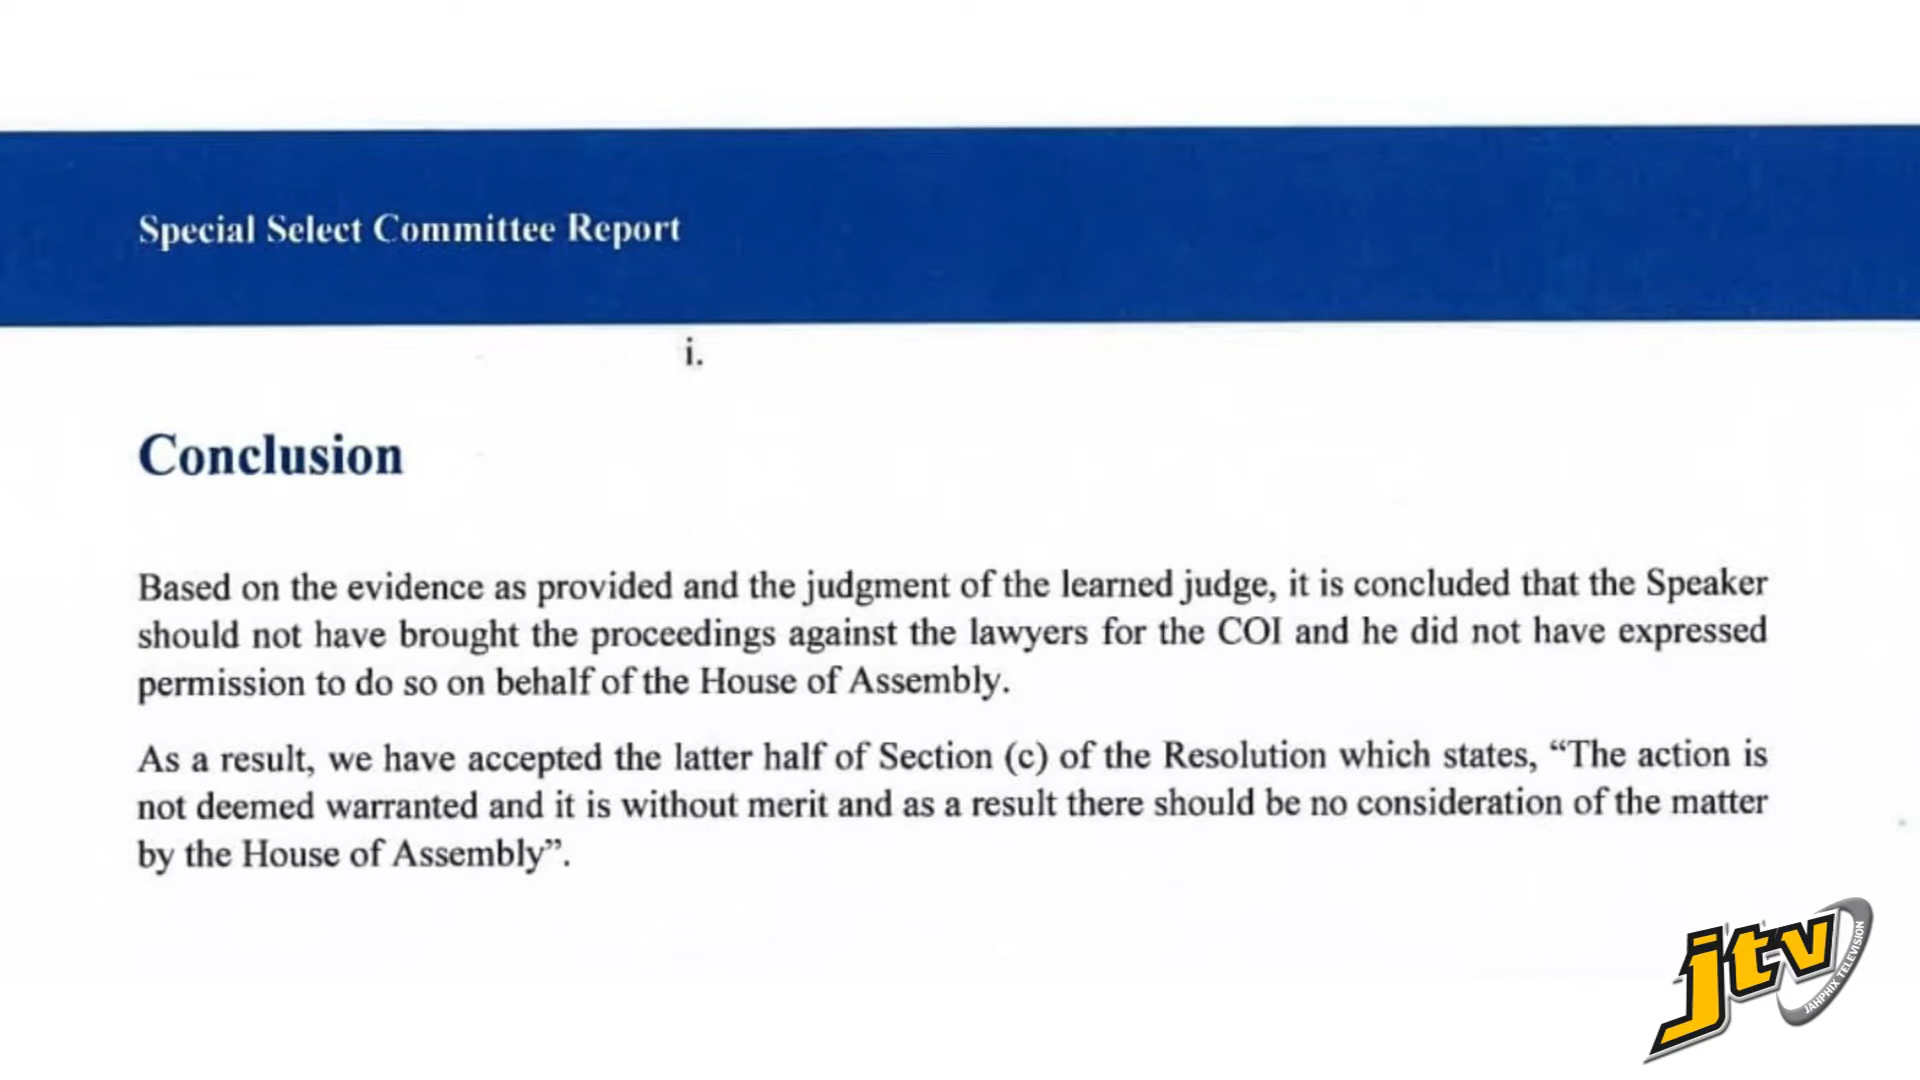 Special Select Committee Report
i.
Conclusion
Based on the evidence as provided and the judgment of the learned judge, it is concluded that the Speaker
should not have brought the proceedings against the lawyers for the COI and he did not have expressed
permission to do so on behalf of the House of Assembly.
As a result, we have accepted the latter half of Section (c) of the Resolution which states, “The action is
not deemed warranted and it is without merit and as a result there should be no consideration of the matter
by the House of Assembly”.
jtv
JAHPHIX TELEVISION